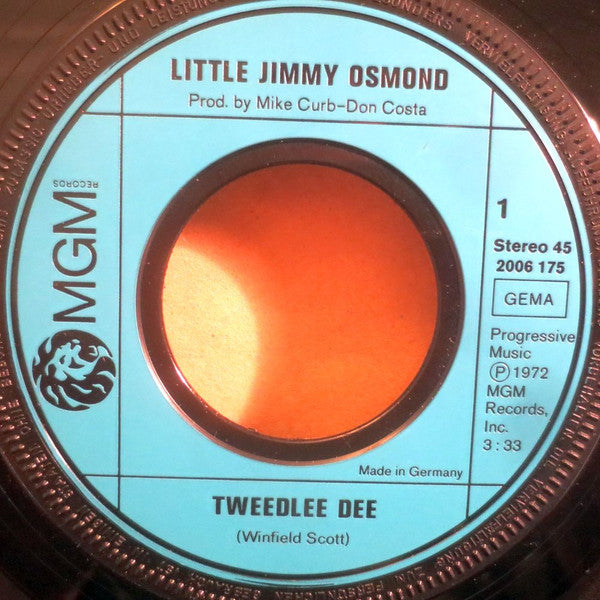 LITTLE JIMMY OSMOND
Prod. by Mike Curb-Don Costa
MGM
RECORDS
1
Stereo 45
2006 175
GEMA
Progressive
Music
Ⓟ 1972
MGM
Records,
Inc.
3:33
Made in Germany
TWEEDLEE DEE
(Winfield Scott)